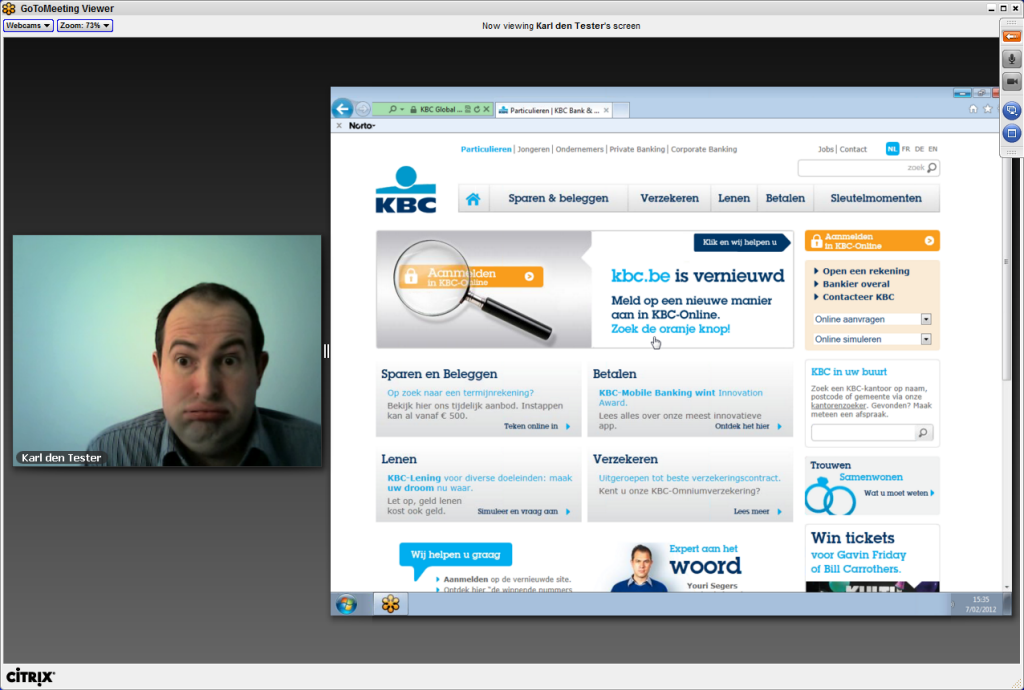 GoToMeeting Viewer
Webcams
Zoom: 73%
Now viewing Karl den Tester's screen
Karl den Tester
KBC Global ...
Particulieren | KBC Bank & ...
x Norto
Particulieren | Jongeren | Ondernemers | Private Banking | Corporate Banking
Jobs | Contact
NL FR DE EN
zoek
KBC
Sparen & beleggen
Verzekeren
Lenen
Betalen
Sleutelmomenten
Aanmelden
in KBC-Online
Klik en wij helpen u
kbc.be is vernieuwd
Meld op een nieuwe manier
aan in KBC-Online.
Zoek de oranje knop!
Aanmelden
in KBC-Online
Open een rekening
Bankier overal
Contacteer KBC
Online aanvragen
Online simuleren
Sparen en Beleggen
Op zoek naar een termijnrekening?
Bekijk hier ons tijdelijk aanbod. Instappen
kan al vanaf € 500.
Teken online in
Betalen
KBC-Mobile Banking wint Innovation
Award.
Lees alles over onze meest innovatieve
app.
Ontdek het hier
KBC in uw buurt
Zoek een KBC-kantoor op naam,
postcode of gemeente via onze
kantorenzoeker. Gevonden? Maak
meteen een afspraak.
Lenen
KBC-Lening voor diverse doeleinden: maak
uw droom nu waar.
Let op, geld lenen
kost ook geld.
Simuleer en vraag aan
Verzekeren
Uitgeroepen tot beste verzekeringscontract.
Kent u onze KBC-Omniumverzekering?
Lees meer
Trouwen
Samenwonen
Wat u moet weten
Wij helpen u graag
Aanmelden op de vernieuwde site.
Ontdek hier "de winnende nummers
Expert aan het
woord
Youri Segers
Win tickets
voor Gavin Friday
of Bill Carrothers.
15:35
7/02/2012
CITRIX